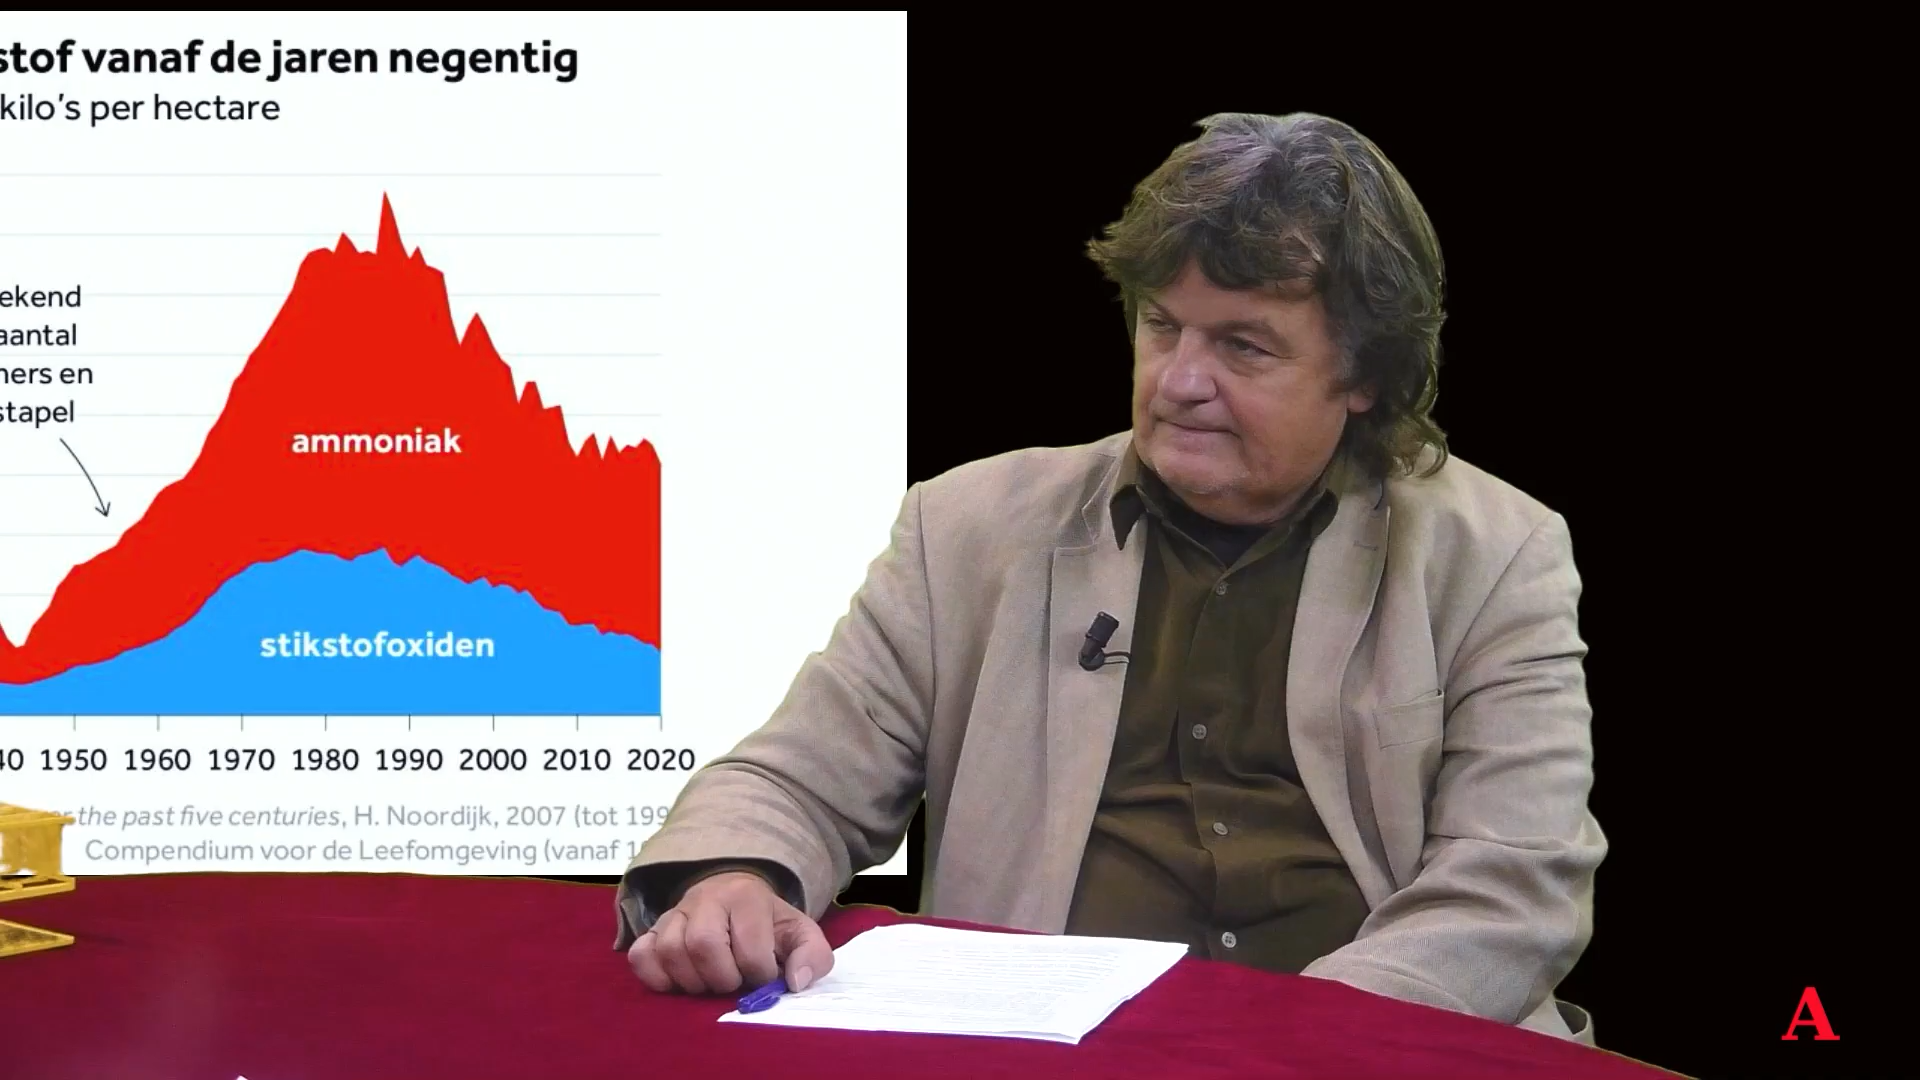 stof vanaf de jaren negentig
kilo's per hectare
ekend
aantal
ners en
stapel
ammoniak
stikstofoxiden
40 1950 1960 1970 1980 1990 2000 2010 2020
the past five centuries, H. Noordijk, 2007 (tot 199
Compendium voor de Leefomgeving (vanaf 1
A